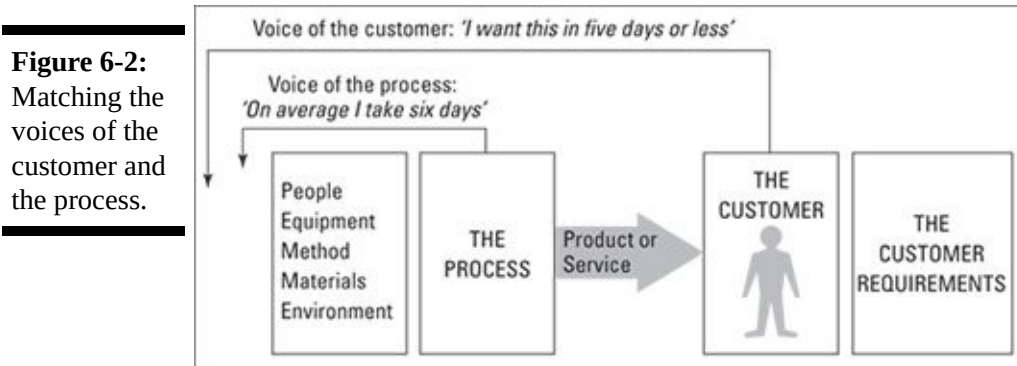 Figure 6-2:
Matching the
voices of the
customer and
the process.
Voice of the customer: 'I want this in five days or less'
Voice of the process:
'On average I take six days'
People
Equipment
Method
Materials
Environment
THE
PROCESS
Product or
Service
THE
CUSTOMER
THE
CUSTOMER
REQUIREMENTS